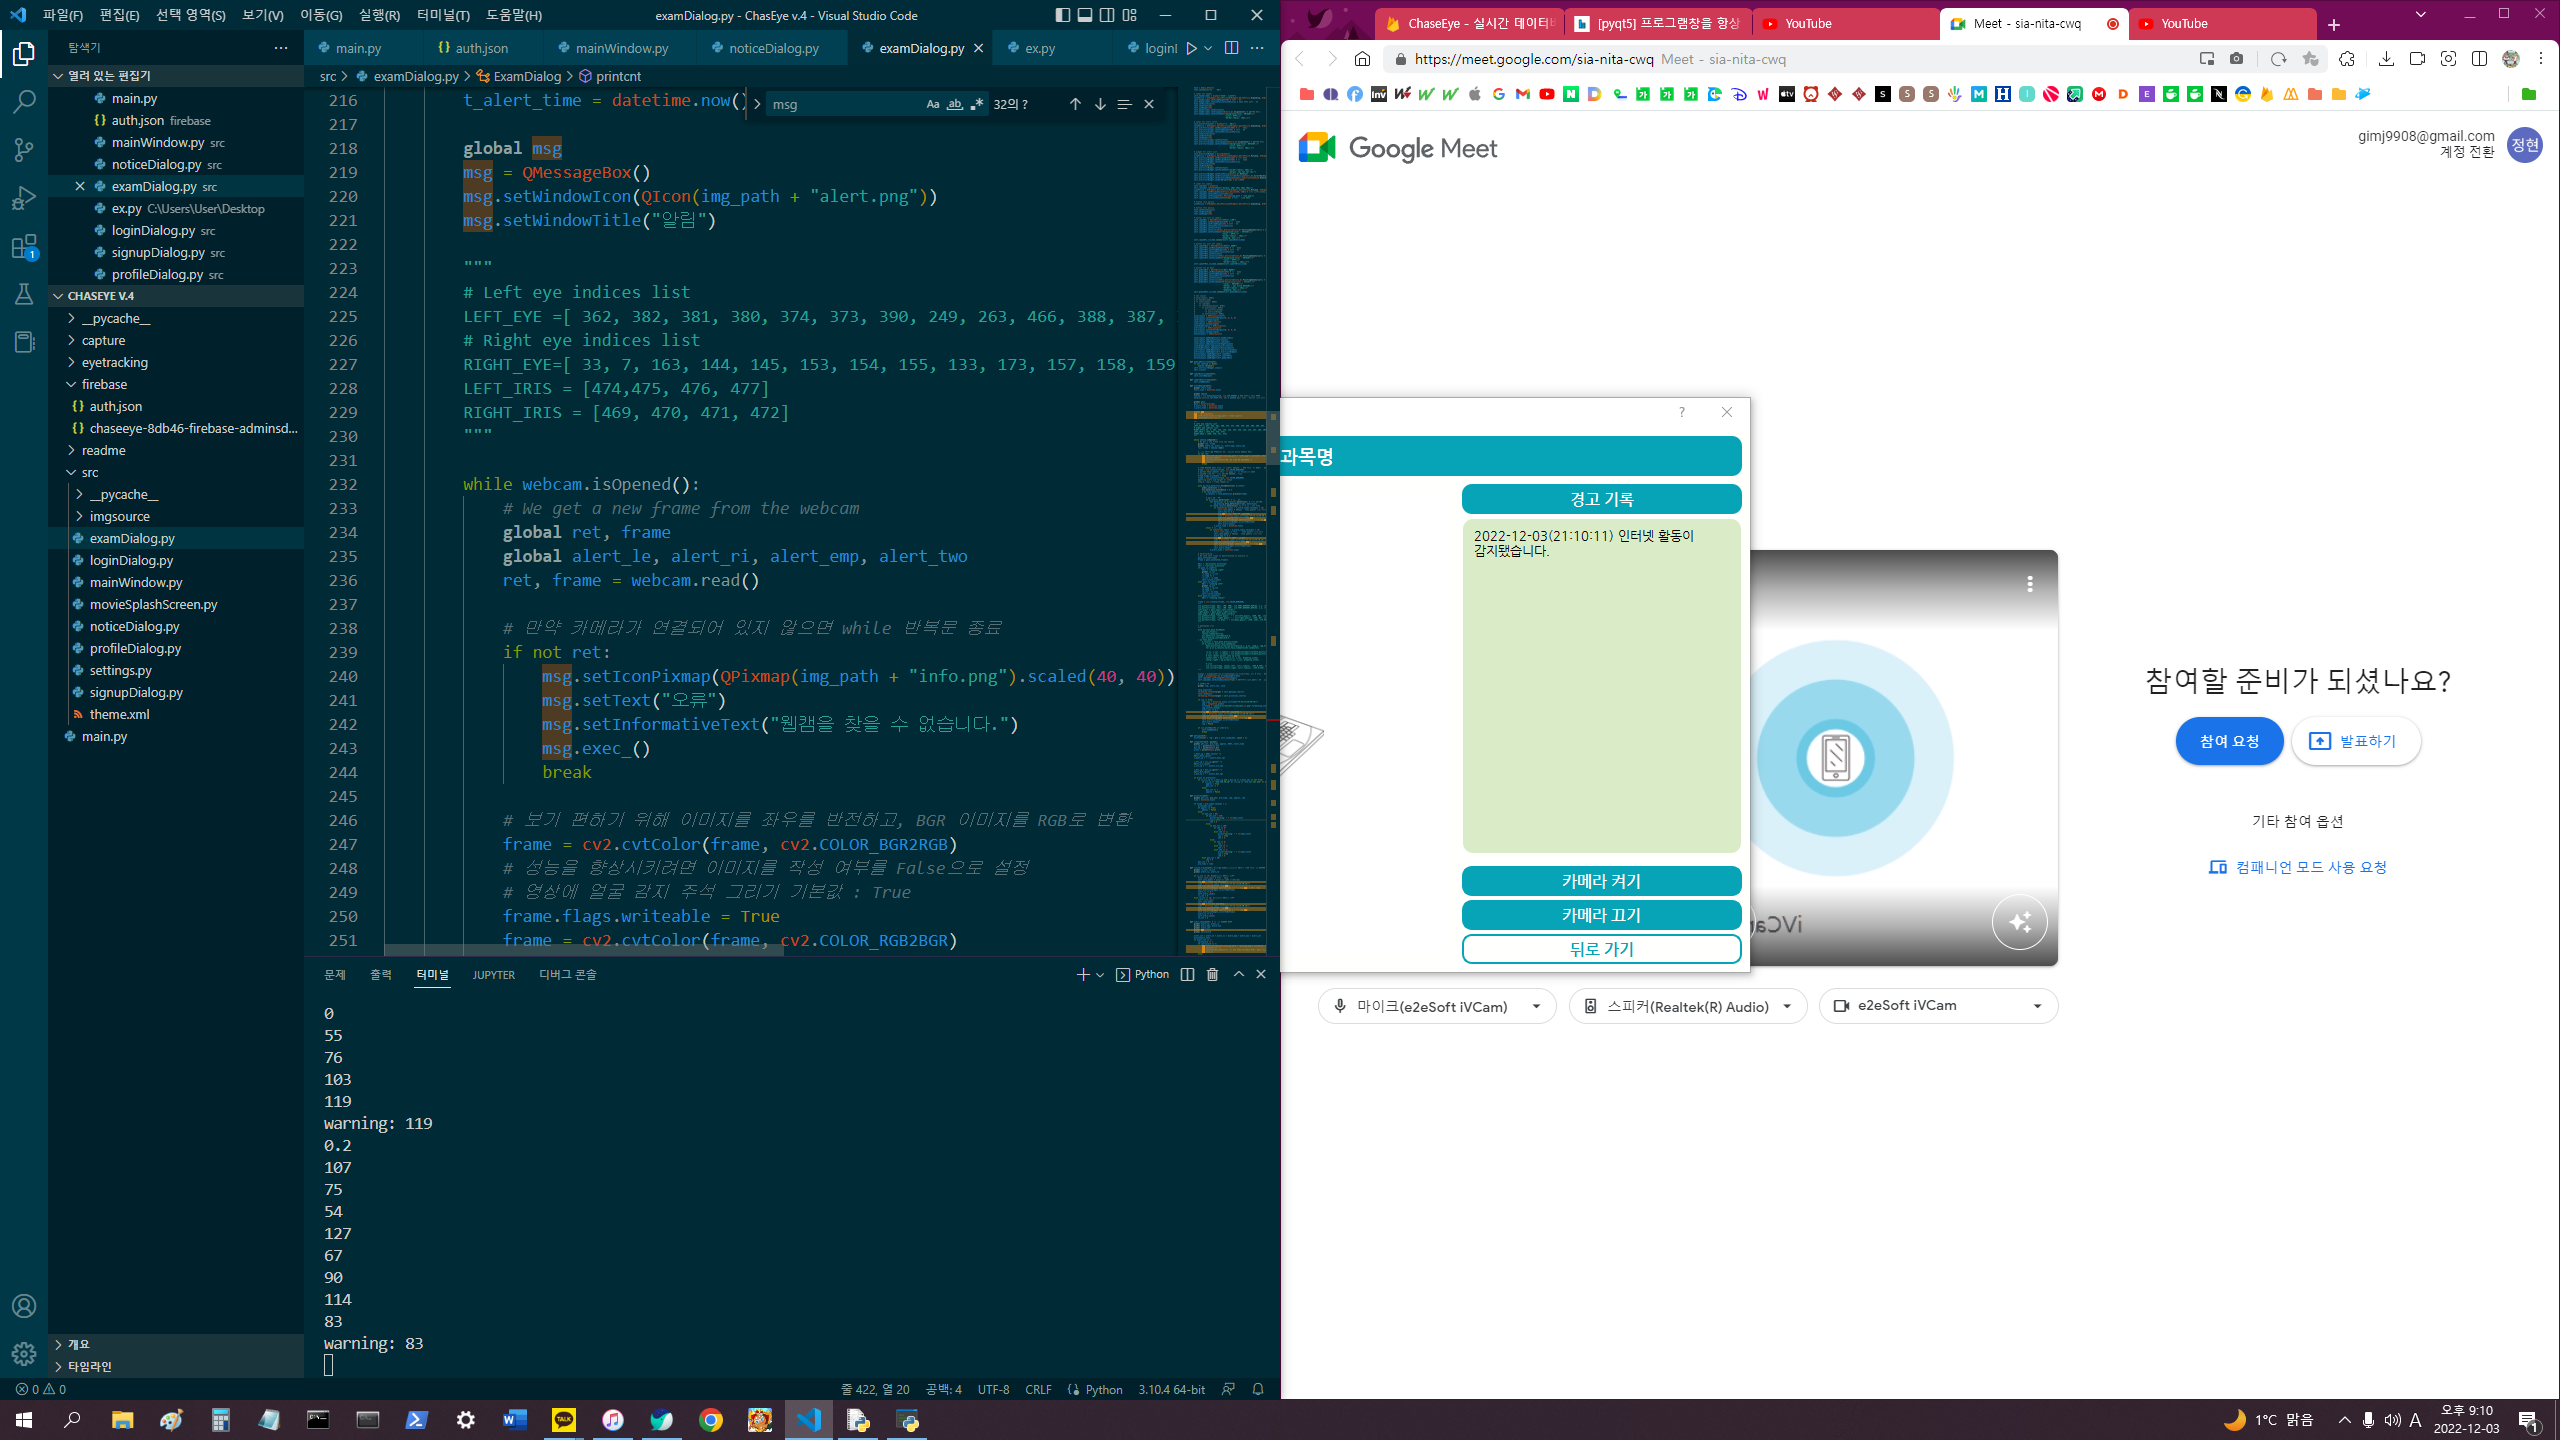 파일(F) 편집(E) 선택 영역(S) 보기(V) 이동(G) 실행(R) 터미널(T) 도움말(H) examDialog.py - ChasEye v.4 - Visual Studio Code
탐색기
열려 있는 편집기
main.py
auth.json firebase
mainWindow.py src
noticeDialog.py src
examDialog.py src
ex.py C:\Users\User\Desktop
loginDialog.py src
signupDialog.py src
profileDialog.py src
CHASEYE V.4
__pycache__
capture
eyetracking
firebase
auth.json
chaseeye-8db46-firebase-adminsd...
readme
src
__pycache__
imgsource
examDialog.py
loginDialog.py
mainWindow.py
movieSplashScreen.py
noticeDialog.py
profileDialog.py
settings.py
signupDialog.py
theme.xml
main.py
개요
타임라인
main.py auth.json mainWindow.py noticeDialog.py examDialog.py ex.py loginI
src > examDialog.py > ExamDialog > printcnt
msg Aa ab 32의 ?
216 t_alert_time = datetime.now()
217
218 global msg
219 msg = QMessageBox()
220 msg.setWindowIcon(QIcon(img_path + "alert.png"))
221 msg.setWindowTitle("알림")
222
223 """
224 # Left eye indices list
225 LEFT_EYE =[ 362, 382, 381, 380, 374, 373, 390, 249, 263, 466, 388, 387,
226 # Right eye indices list
227 RIGHT_EYE=[ 33, 7, 163, 144, 145, 153, 154, 155, 133, 173, 157, 158, 159
228 LEFT_IRIS = [474,475, 476, 477]
229 RIGHT_IRIS = [469, 470, 471, 472]
230 """
231
232 while webcam.isOpened():
233 # We get a new frame from the webcam
234 global ret, frame
235 global alert_le, alert_ri, alert_emp, alert_two
236 ret, frame = webcam.read()
237
238 # 만약 카메라가 연결되어 있지 않으면 while 반복문 종료
239 if not ret:
240 msg.setIconPixmap(QPixmap(img_path + "info.png").scaled(40, 40))
241 msg.setText("오류")
242 msg.setInformativeText("웹캠을 찾을 수 없습니다.")
243 msg.exec_()
244 break
245
246 # 보기 편하기 위해 이미지를 좌우를 반전하고, BGR 이미지를 RGB로 변환
247 frame = cv2.cvtColor(frame, cv2.COLOR_BGR2RGB)
248 # 성능을 향상시키려면 이미지를 작성 여부를 False으로 설정
249 # 영상에 얼굴 감지 주석 그리기 기본값 : True
250 frame.flags.writeable = True
251 frame = cv2.cvtColor(frame, cv2.COLOR_RGB2BGR)
문제 출력 터미널 JUPYTER 디버그 콘솔 Python
0
55
76
103
119
warning: 119
0.2
107
75
54
127
67
90
114
83
warning: 83
0 0 줄 422, 열 20 공백: 4 UTF-8 CRLF Python 3.10.4 64-bit
ChaseEye - 실시간 데이터 [pyqt5] 프로그램창을 항상 YouTube Meet - sia-nita-cwq YouTube
https://meet.google.com/sia-nita-cwq Meet - sia-nita-cwq
Google Meet
gimj9908@gmail.com
계정 전환
정현
과목명
경고 기록
2022-12-03(21:10:11) 인터넷 활동이
감지됐습니다.
카메라 켜기
카메라 끄기
뒤로 가기
참여할 준비가 되셨나요?
참여 요청 발표하기
기타 참여 옵션
컴패니언 모드 사용 요청
마이크(e2eSoft iVCam) 스피커(Realtek(R) Audio) e2eSoft iVCam
1°C 맑음 A 오후 9:10
2022-12-03